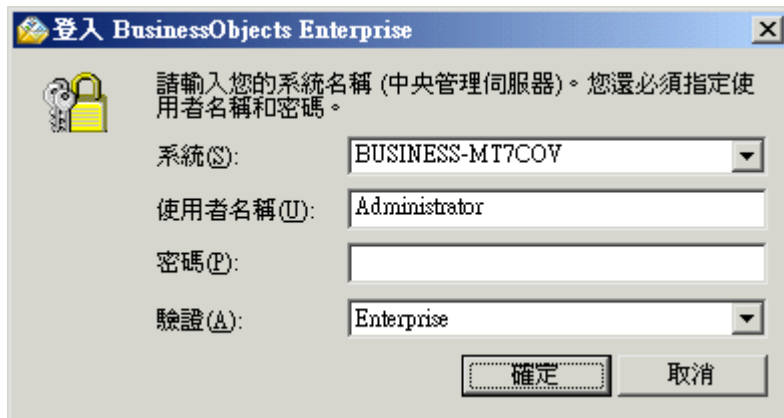 登入 BusinessObjects Enterprise
請輸入您的系統名稱 (中央管理伺服器)。您還必須指定使
用者名稱和密碼。
系統(S): BUSINESS-MT7COV
使用者名稱(U): Administrator
密碼(P):
驗證(A): Enterprise
確定 取消